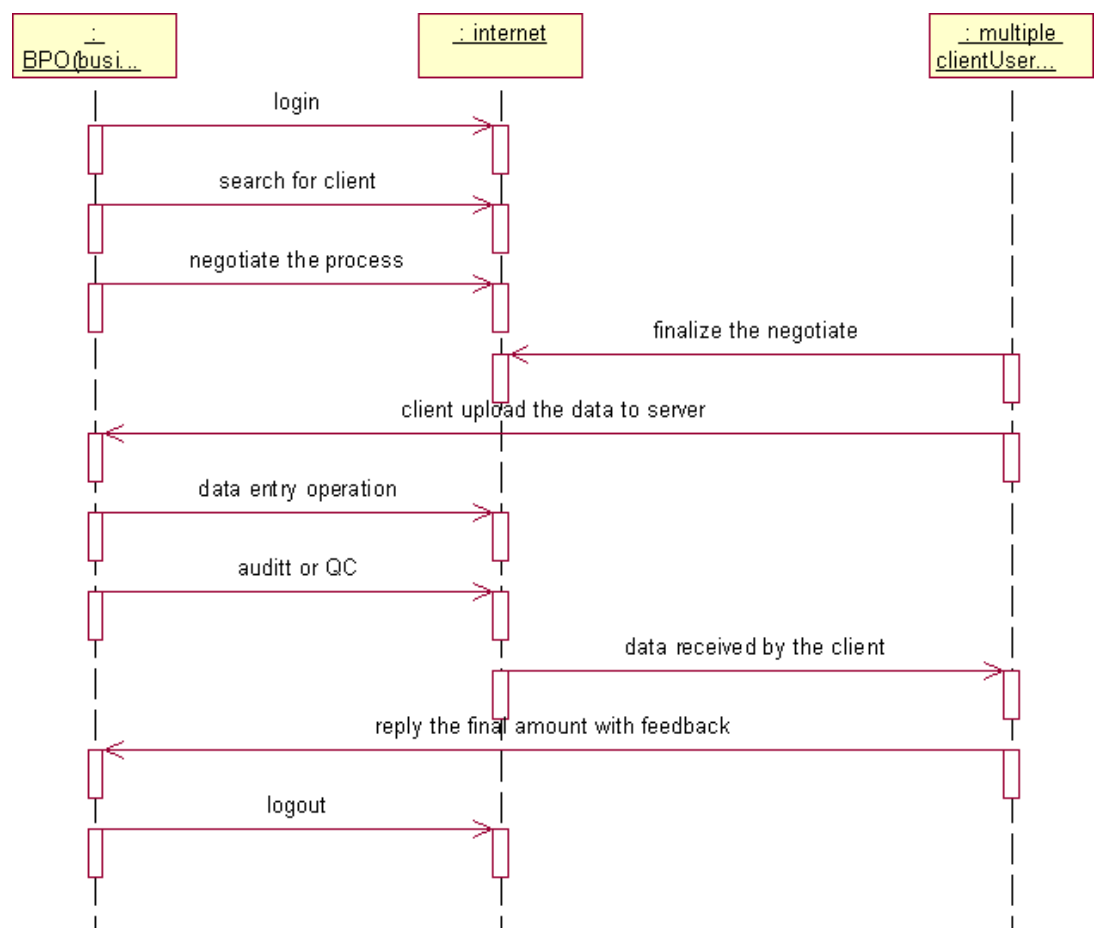 :
BPO(busi...
: internet
: multiple
clientUser...
login
search for client
negotiate the process
finalize the negotiate
client upload the data to server
data entry operation
auditt or QC
data received by the client
reply the final amount with feedback
logout